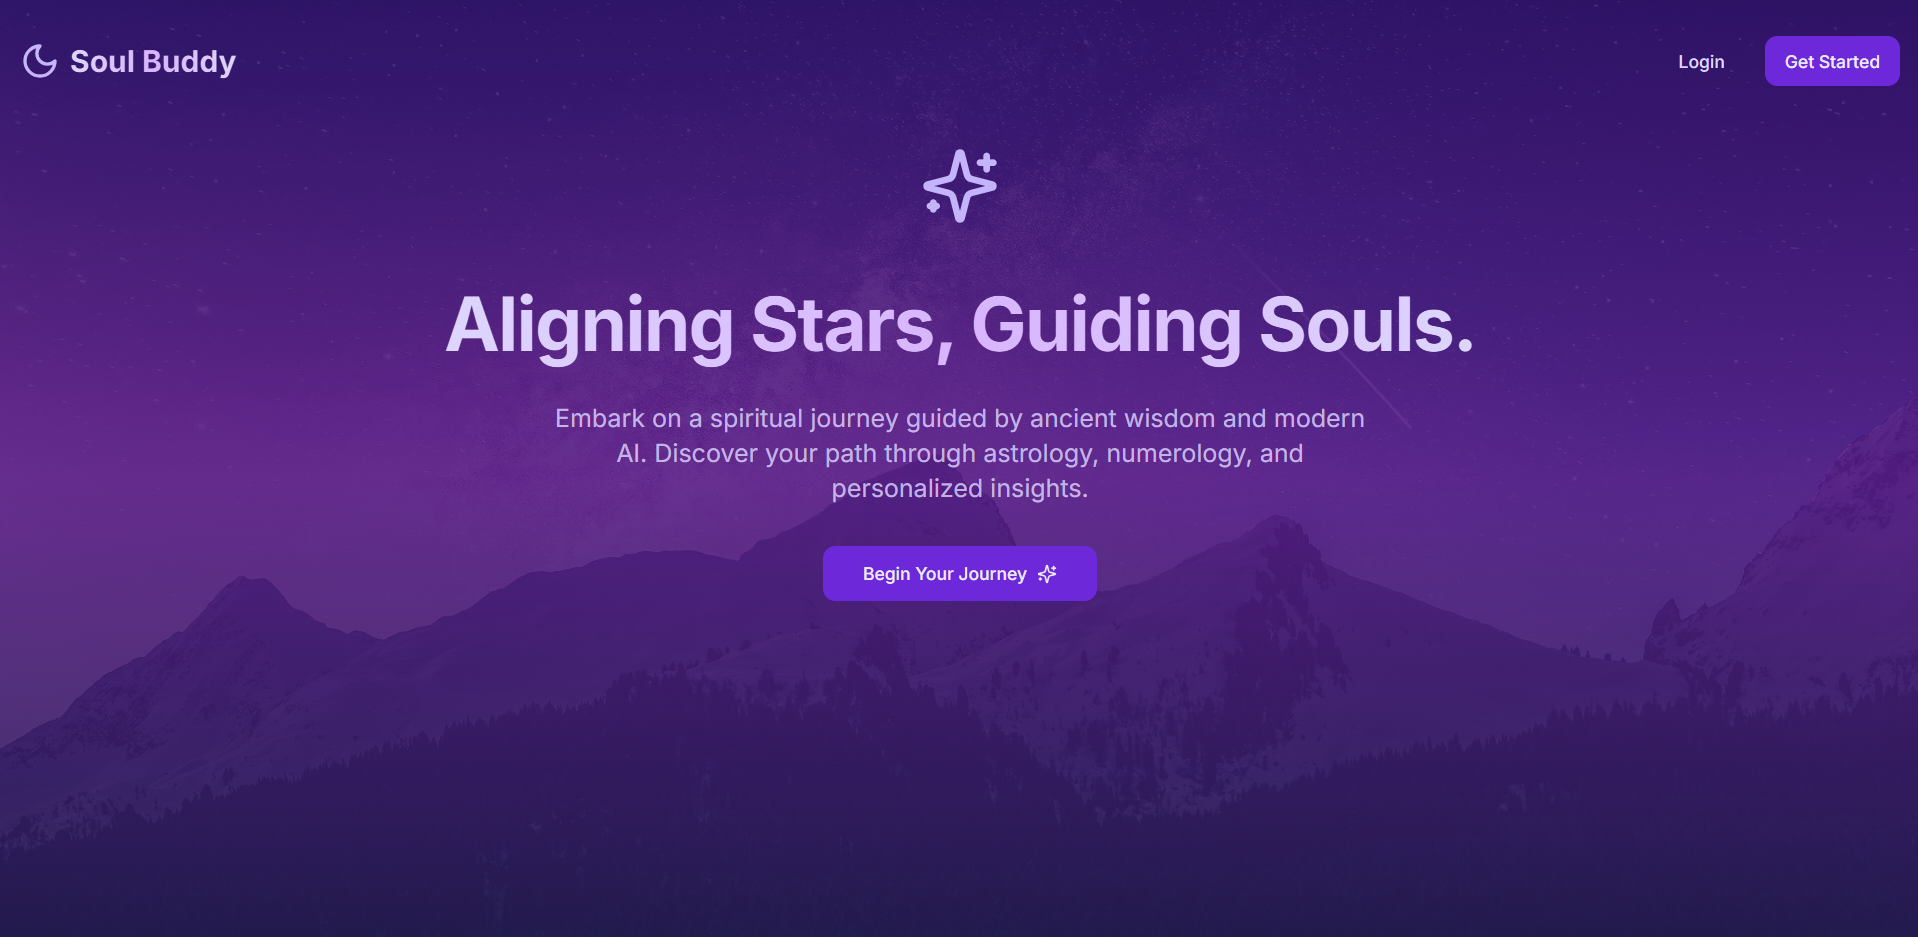 Soul Buddy
Login
Get Started
Aligning Stars, Guiding Souls.
Embark on a spiritual journey guided by ancient wisdom and modern
AI. Discover your path through astrology, numerology, and
personalized insights.
Begin Your Journey